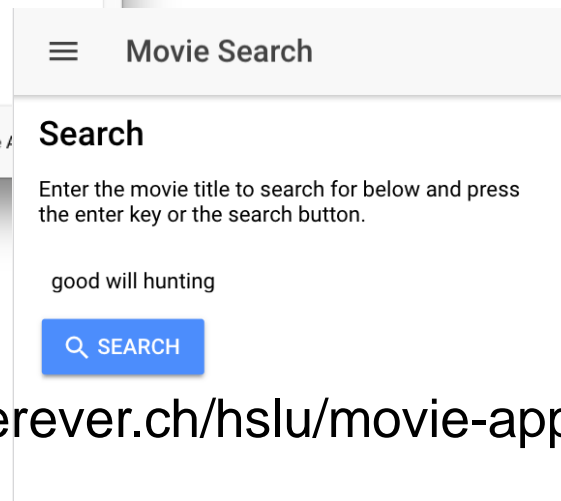 Movie Search
Search
Enter the movie title to search for below and press
the enter key or the search button.
good will hunting
SEARCH
erever.ch/hslu/movie-app